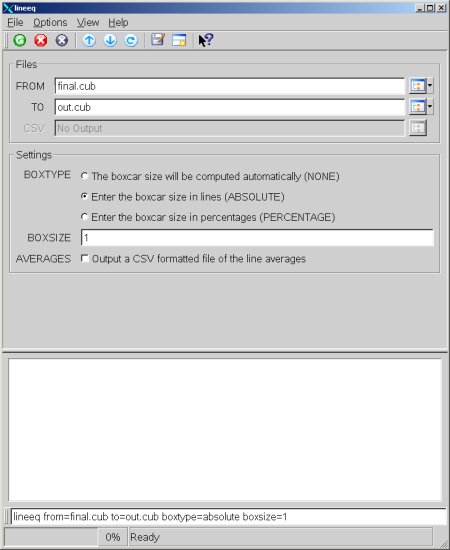 lineeq
File Options View Help
Files
FROM final.cub
TO out.cub
CSV No Output
Settings
BOXTYPE The boxcar size will be computed automatically (NONE)
Enter the boxcar size in lines (ABSOLUTE)
Enter the boxcar size in percentages (PERCENTAGE)
BOXSIZE 1
AVERAGES Output a CSV formatted file of the line averages
lineeq from=final.cub to=out.cub boxtype=absolute boxsize=1
0% Ready